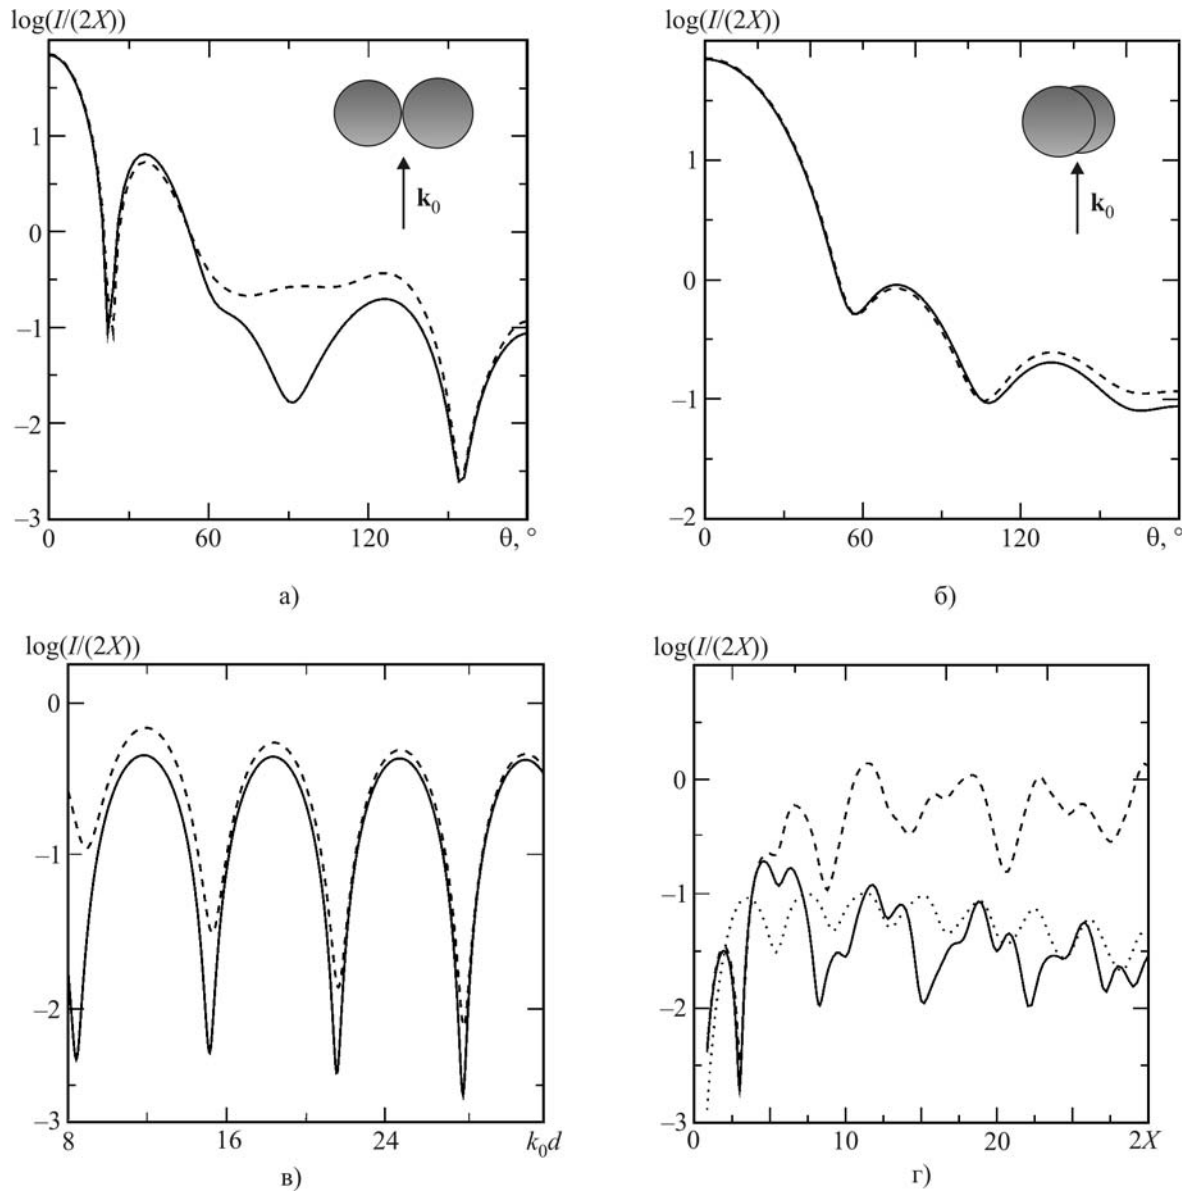 log(I/(2X))
1
0
–1
–2
–3
0 60 120 θ, °
k₀
а)
log(I/(2X))
1
0
–1
–2
0 60 120 θ, °
k₀
б)
log(I/(2X))
0
–1
–2
–3
8 16 24 k₀d
в)
log(I/(2X))
0
–1
–2
–3
0 10 20 2X
г)